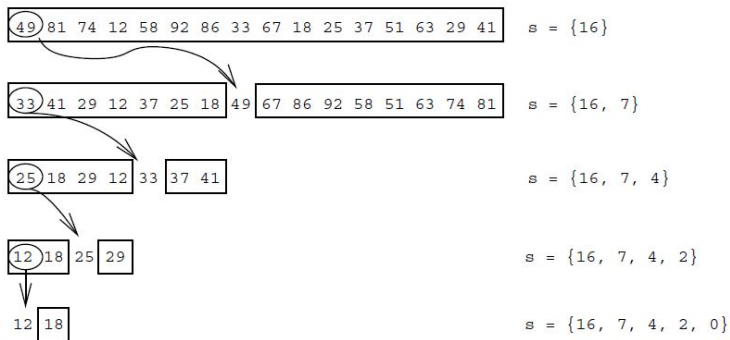 49 81 74 12 58 92 86 33 67 18 25 37 51 63 29 41 s = {16}
33 41 29 12 37 25 18 49 67 86 92 58 51 63 74 81 s = {16, 7}
25 18 29 12 33 37 41 s = {16, 7, 4}
12 18 25 29 s = {16, 7, 4, 2}
12 18 s = {16, 7, 4, 2, 0}